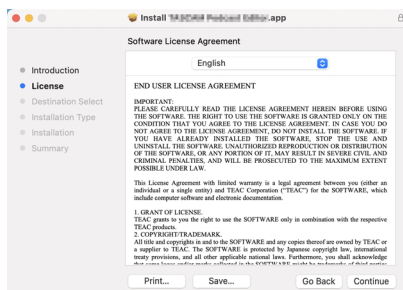 Install .app
Software License Agreement
English
Introduction
License
Destination Select
Installation Type
Installation
Summary
END USER LICENSE AGREEMENT
IMPORTANT:
PLEASE CAREFULLY READ THE LICENSE AGREEMENT HEREIN BEFORE USING
THE SOFTWARE. THE RIGHT TO USE THE SOFTWARE IS GRANTED ONLY ON THE
CONDITION THAT YOU AGREE TO THE LICENSE AGREEMENT. IN CASE YOU DO
NOT AGREE TO THE LICENSE AGREEMENT, DO NOT INSTALL THE SOFTWARE. IF
YOU HAVE ALREADY INSTALLED THE SOFTWARE, STOP THE USE AND
UNINSTALL THE SOFTWARE. UNAUTHORIZED REPRODUCTION OR DISTRIBUTION
OF THE SOFTWARE, OR ANY PORTION OF IT, MAY RESULT IN SEVERE CIVIL AND
CRIMINAL PENALTIES, AND WILL BE PROSECUTED TO THE MAXIMUM EXTENT
POSSIBLE UNDER LAW.
This License Agreement with limited warranty is a legal agreement between you (either an
individual or a single entity) and TEAC Corporation ("TEAC") for the SOFTWARE, which
include computer software and electronic documentation.
1. GRANT OF LICENSE.
TEAC grants to you the right to use the SOFTWARE only in combination with the respective
TEAC products.
2. COPYRIGHT/TRADEMARK.
All title and copyrights in and to the SOFTWARE and any copies thereof are owned by TEAC or
a supplier to TEAC. The SOFTWARE is protected by Japanese copyright law, international
treaty provisions, and all other applicable national laws. Furthermore, you shall acknowledge
Print...
Save...
Go Back
Continue